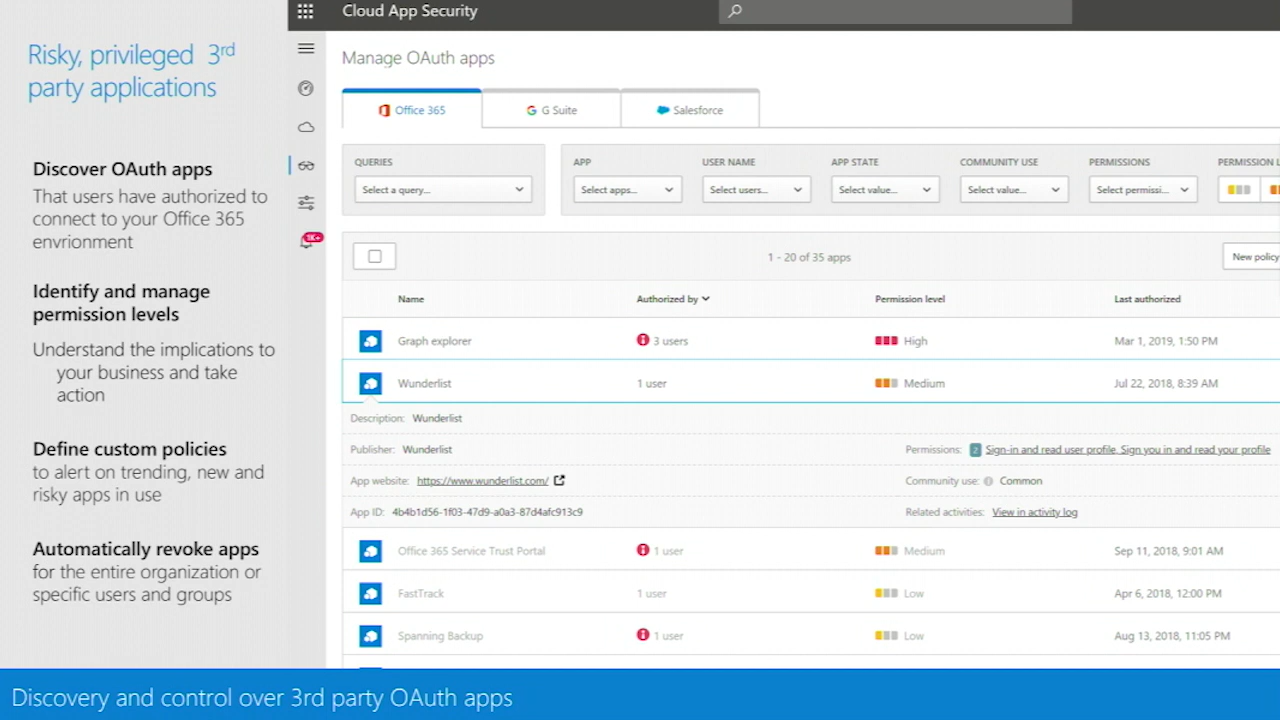 Risky, privileged 3rd
party applications
Discover OAuth apps
That users have authorized to
connect to your Office 365
envrionment
Identify and manage
permission levels
Understand the implications to
your business and take
action
Define custom policies
to alert on trending, new and
risky apps in use
Automatically revoke apps
for the entire organization or
specific users and groups
Cloud App Security
1K+
Manage OAuth apps
Office 365 G Suite Salesforce
QUERIES APP USER NAME APP STATE COMMUNITY USE PERMISSIONS PERMISSION L
Select a query... Select apps... Select users... Select value... Select value... Select permissi...
1 - 20 of 35 apps New policy
Name Authorized by Permission level Last authorized
Graph explorer 3 users High Mar 1, 2019, 1:50 PM
Wunderlist 1 user Medium Jul 22, 2018, 8:39 AM
Description: Wunderlist
Publisher: Wunderlist Permissions: 2 Sign-in and read user profile. Sign you in and read your profile
App website: https://www.wunderlist.com/ Community use: Common
App ID: 4b4b1d56-1f03-47d9-a0a3-87d4afc913c9 Related activities: View in activity log
Office 365 Service Trust Portal 1 user Medium Sep 11, 2018, 9:01 AM
FastTrack 1 user Low Apr 6, 2018, 12:00 PM
Spanning Backup 1 user Low Aug 13, 2018, 11:05 PM
Discovery and control over 3rd party OAuth apps